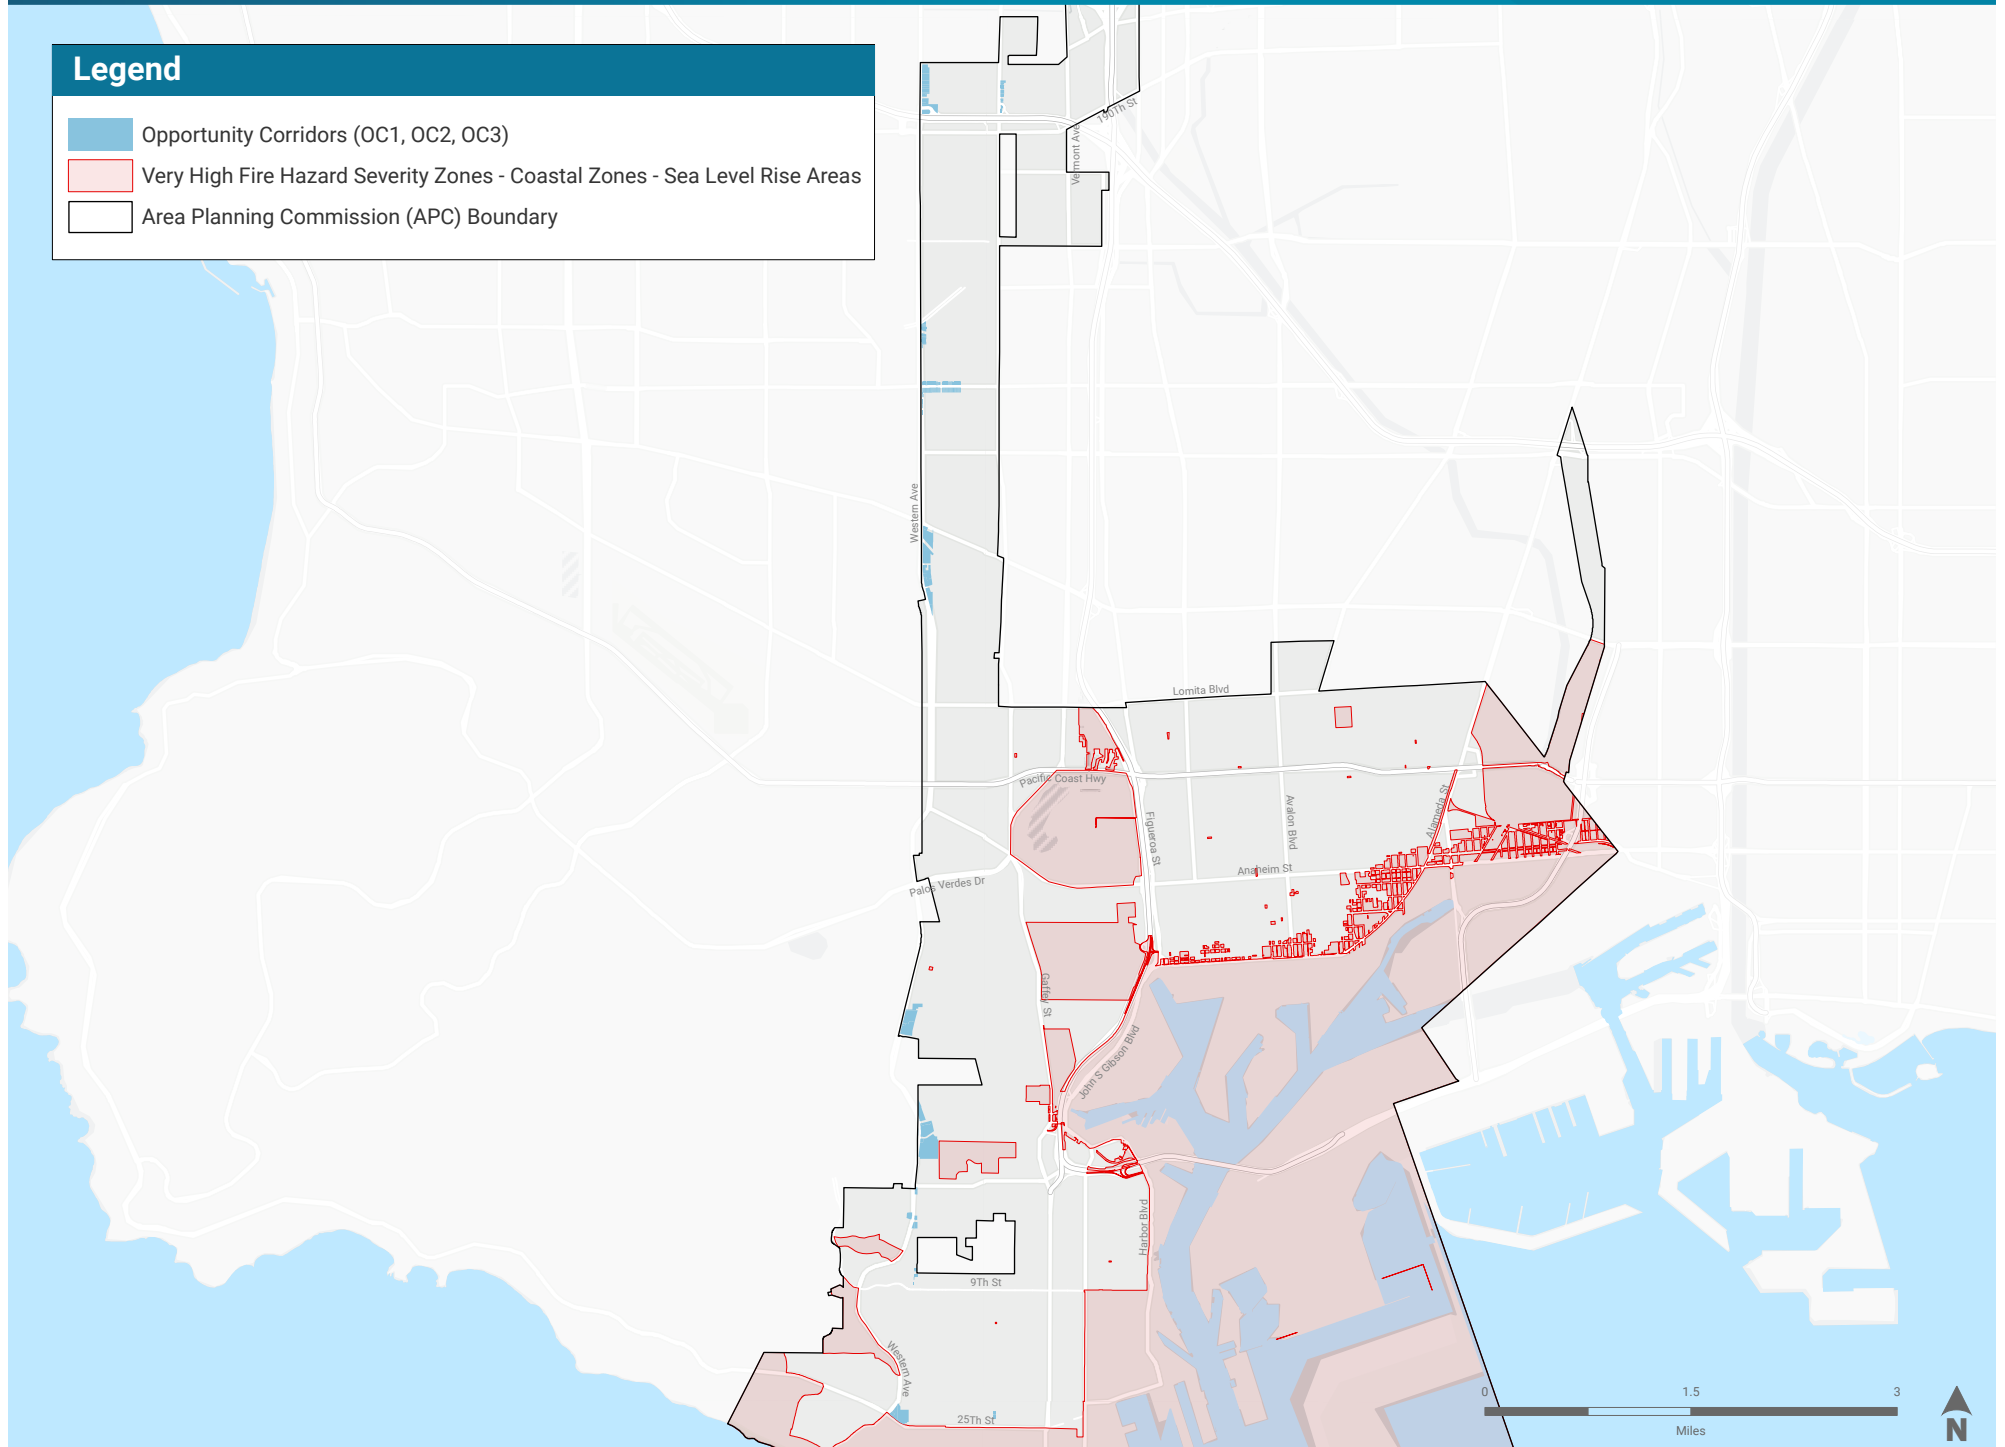 Legend
Opportunity Corridors (OC1, OC2, OC3)
Very High Fire Hazard Severity Zones - Coastal Zones - Sea Level Rise Areas
Area Planning Commission (APC) Boundary
190Th St
Vermont Ave
Western Ave
Lomita Blvd
Pacific Coast Hwy
Figueroa St
Avalon Blvd
Alameda St
Anaheim St
Palos Verdes Dr
Gaffey St
John S Gibson Blvd
Harbor Blvd
9Th St
Western Ave
25Th St
0 1.5 3
Miles
N